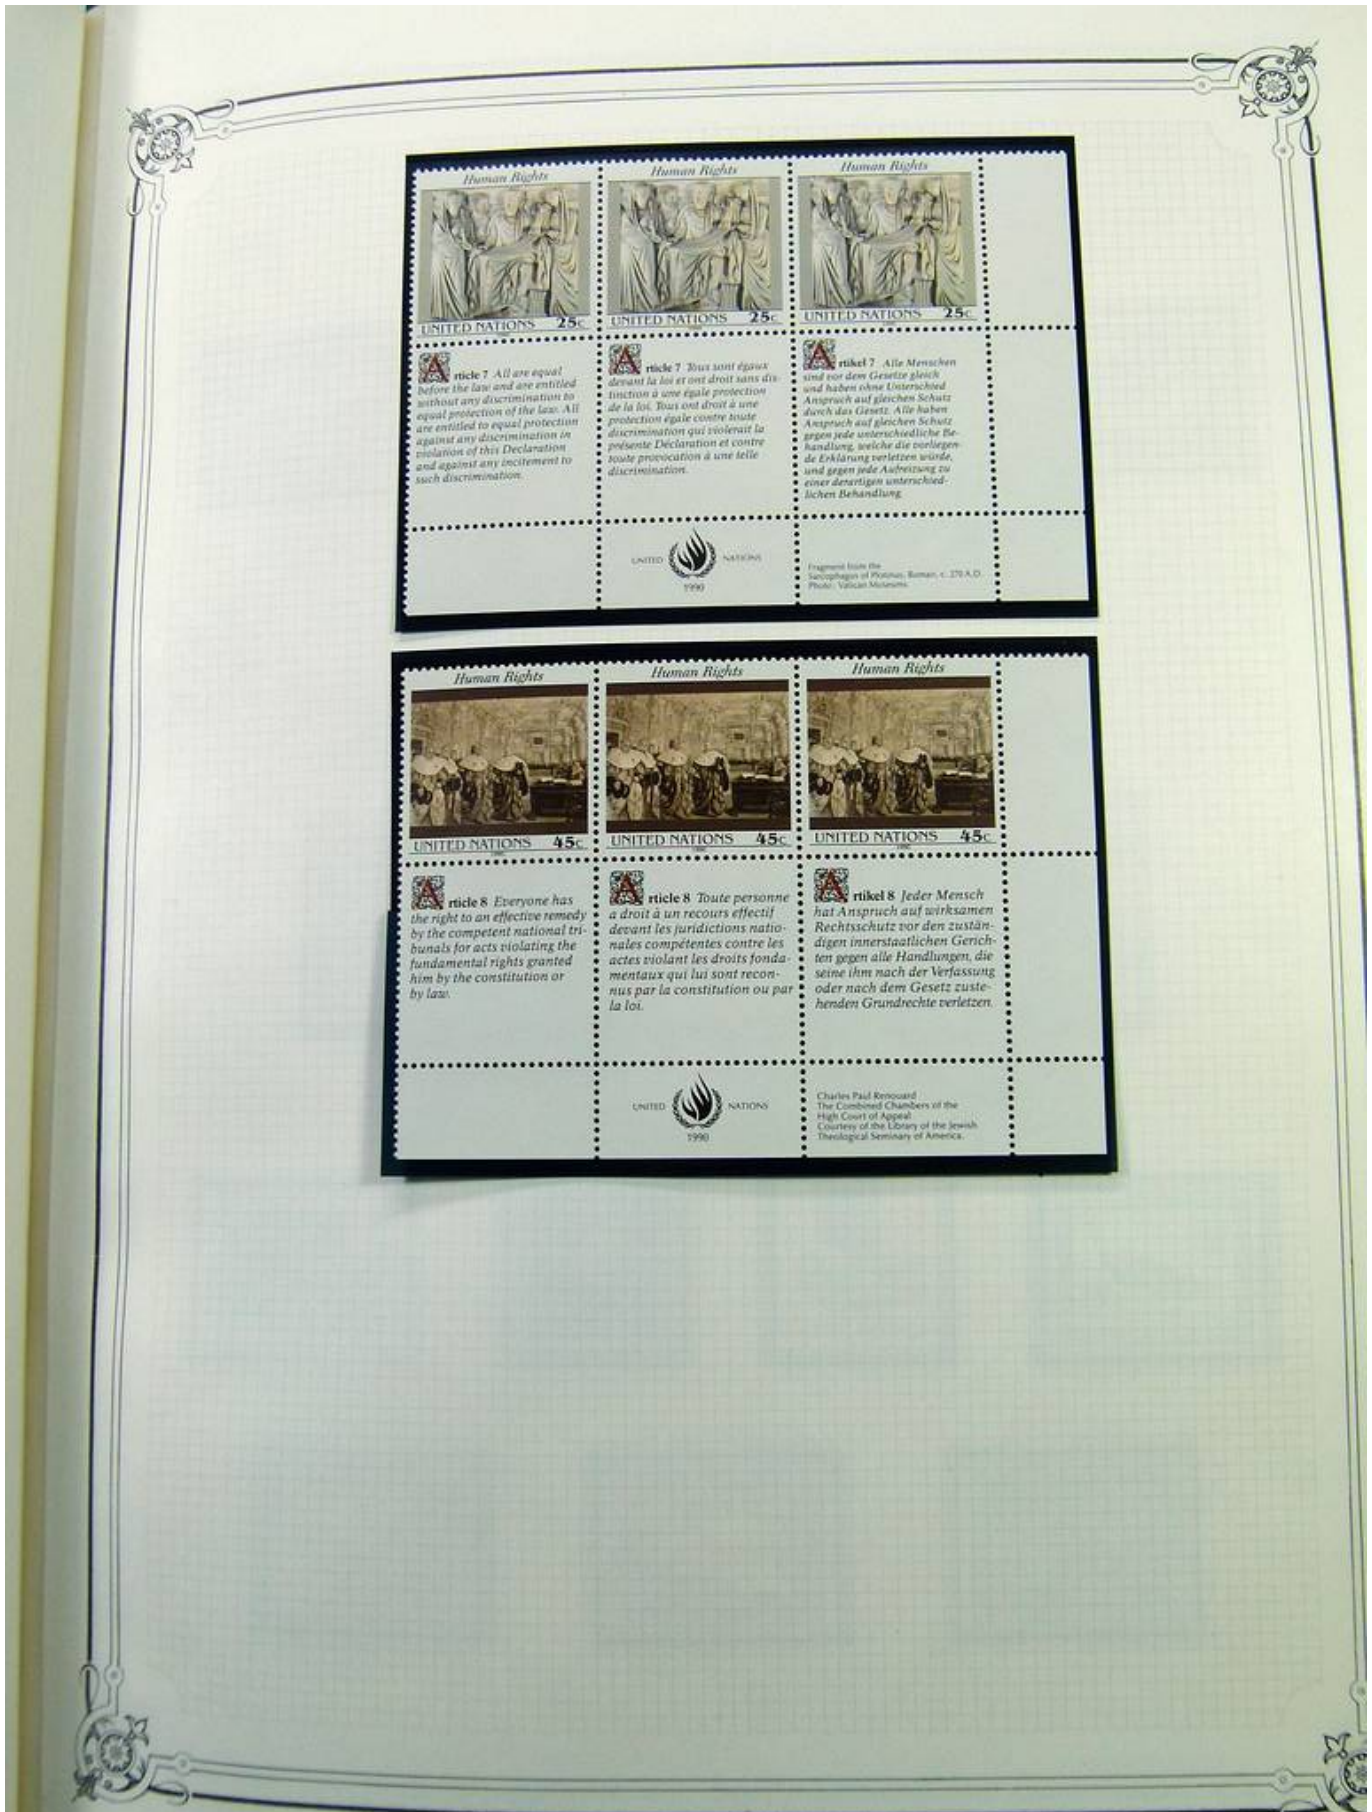 Human Rights
Human Rights
Human Rights
UNITED NATIONS 25c
UNITED NATIONS 25c
UNITED NATIONS 25c
Article 7 All are equal
before the law and are entitled
without any discrimination to
equal protection of the law. All
are entitled to equal protection
against any discrimination in
violation of this Declaration
and against any incitement to
such discrimination.
Article 7 Tous sont égaux
devant la loi et ont droit sans dis-
tinction à une égale protection
de la loi. Tous ont droit à une
protection égale contre toute
discrimination qui violerait la
présente Déclaration et contre
toute provocation à une telle
discrimination.
Artikel 7 Alle Menschen
sind vor dem Gesetze gleich
und haben ohne Unterschied
Anspruch auf gleichen Schutz
durch das Gesetz. Alle haben
Anspruch auf gleichen Schutz
gegen jede unterschiedliche Be-
handlung, welche die vorliegen-
de Erklärung verletzen würde,
und gegen jede Aufreizung zu
einer derartigen unterschied-
lichen Behandlung.
UNITED NATIONS
1990
Fragment from the
Sarcophagus of Plotinus, Roman, c. 270 A.D.
Photo: Vatican Museums.
Human Rights
Human Rights
Human Rights
UNITED NATIONS 45c
UNITED NATIONS 45c
UNITED NATIONS 45c
Article 8 Everyone has
the right to an effective remedy
by the competent national tri-
bunals for acts violating the
fundamental rights granted
him by the constitution or
by law.
Article 8 Toute personne
a droit à un recours effectif
devant les juridictions natio-
nales compétentes contre les
actes violant les droits fonda-
mentaux qui lui sont recon-
nus par la constitution ou par
la loi.
Artikel 8 Jeder Mensch
hat Anspruch auf wirksamen
Rechtsschutz vor den zustän-
digen innerstaatlichen Gerich-
ten gegen alle Handlungen, die
seine ihm nach der Verfassung
oder nach dem Gesetz zuste-
henden Grundrechte verletzen.
UNITED NATIONS
1990
Charles Paul Renouard
The Combined Chambers of the
High Court of Appeal
Courtesy of the Library of the Jewish
Theological Seminary of America.